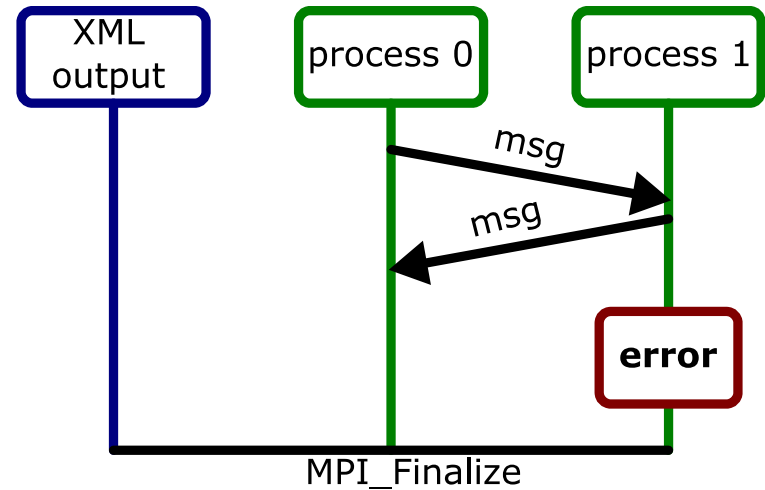 XML
output
process 0
process 1
msg
msg
error
MPI_Finalize